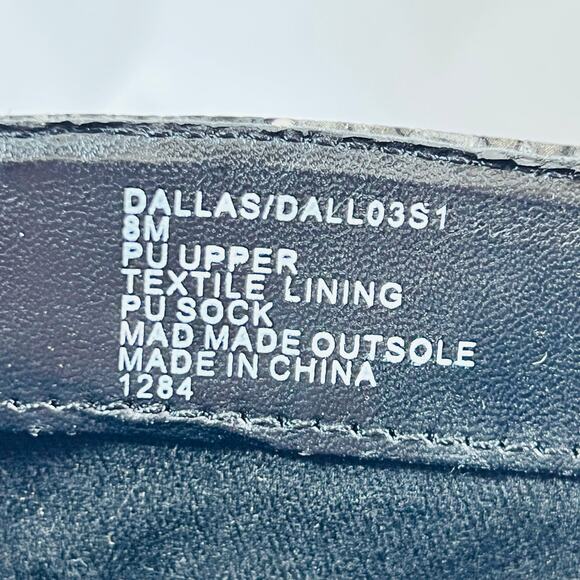 DALLAS/DALL03S1
8M
PU UPPER
TEXTILE LINING
PU SOCK
MAD MADE OUTSOLE
MADE IN CHINA
1284